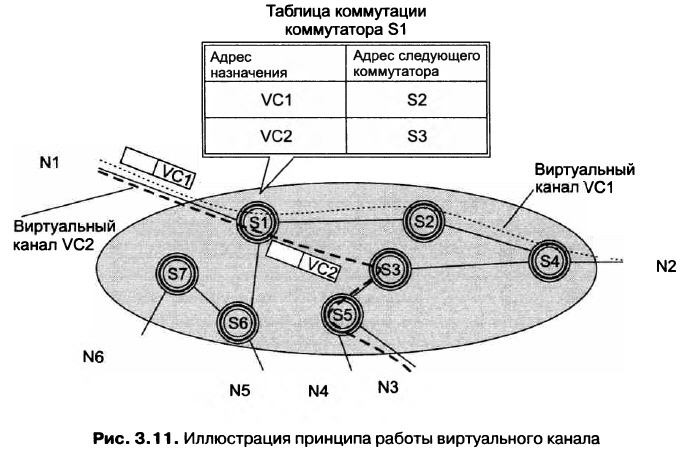 Таблица коммутации
коммутатора S1
Адрес
назначения
Адрес следующего
коммутатора
VC1
S2
VC2
S3
N1
VC1
Виртуальный
канал VC1
Виртуальный
канал VC2
S1
S2
VC2
S3
S4
N2
S7
S6
S5
N6
N5
N4
N3
Рис. 3.11. Иллюстрация принципа работы виртуального канала